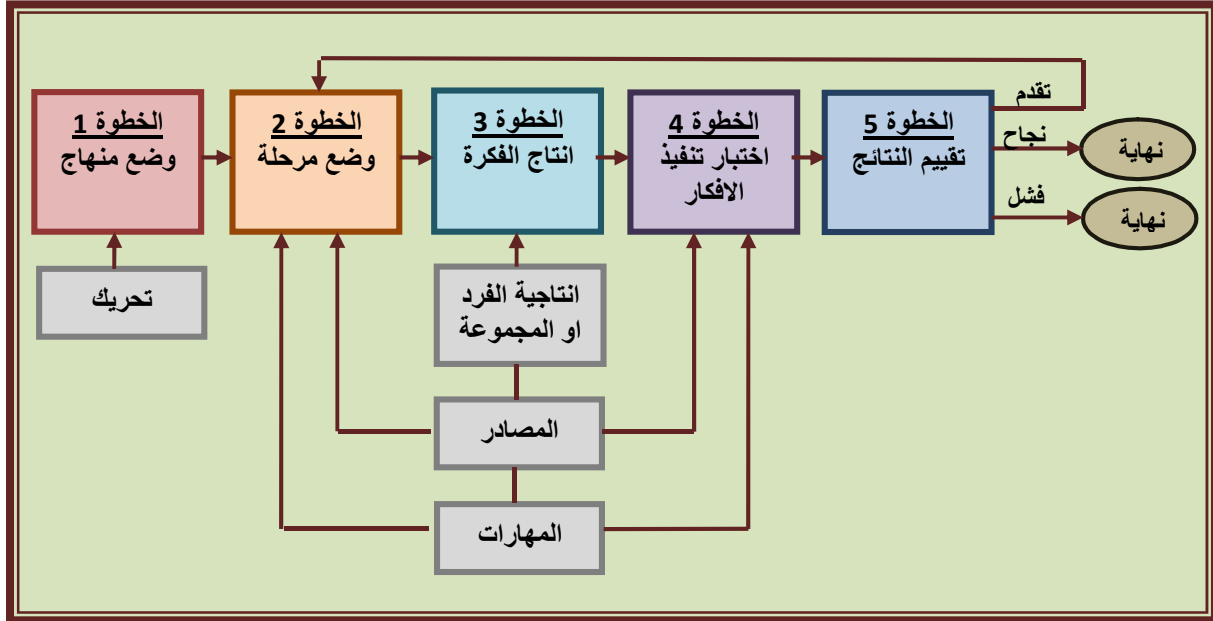 الخطوة 1
وضع منهاج
الخطوة 2
وضع مرحلة
الخطوة 3
انتاج الفكرة
الخطوة 4
اختبار تنفيذ
الافكار
الخطوة 5
تقييم النتائج
تقدم
نجاح
نهاية
فشل
نهاية
تحريك
انتاجية الفرد
او المجموعة
المصادر
المهارات